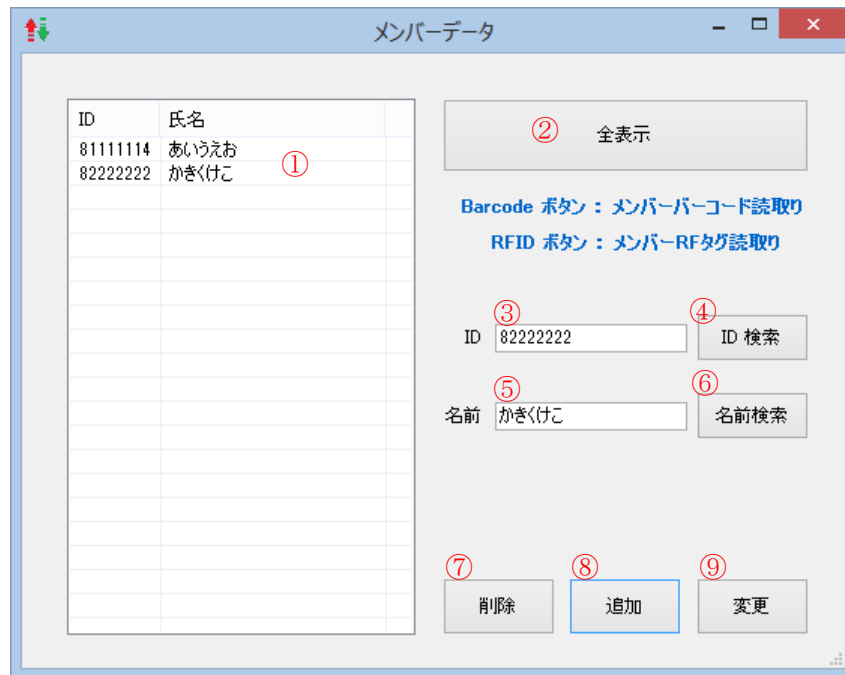 メンバーデータ
ID 氏名
81111114 あいうえお
82222222 かきくけこ
①
② 全表示
Barcode ボタン : メンバーバーコード読取り
RFID ボタン : メンバーRFタグ読取り
③ ④
ID 82222222 ID 検索
⑤ ⑥
名前 かきくけこ 名前検索
⑦ ⑧ ⑨
削除 追加 変更